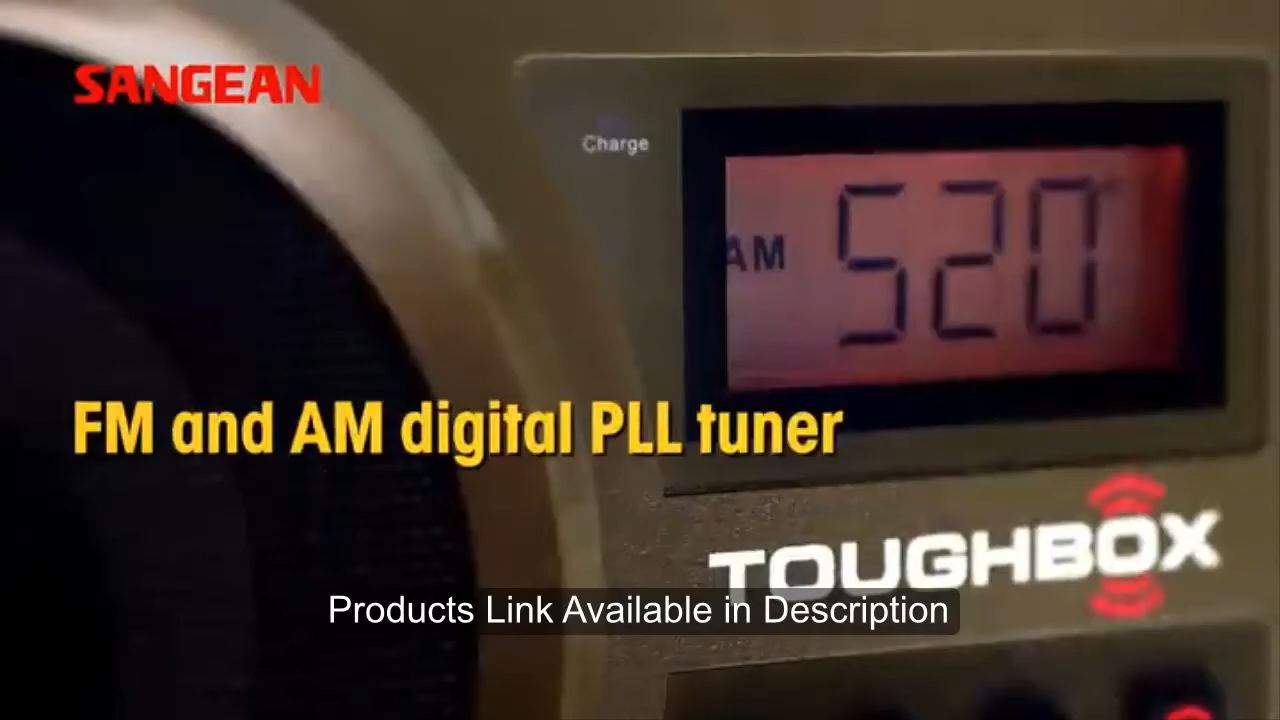 SANGEAN
Charge
AM 520
FM and AM digital PLL tuner
TOUGHBOX
Products Link Available in Description